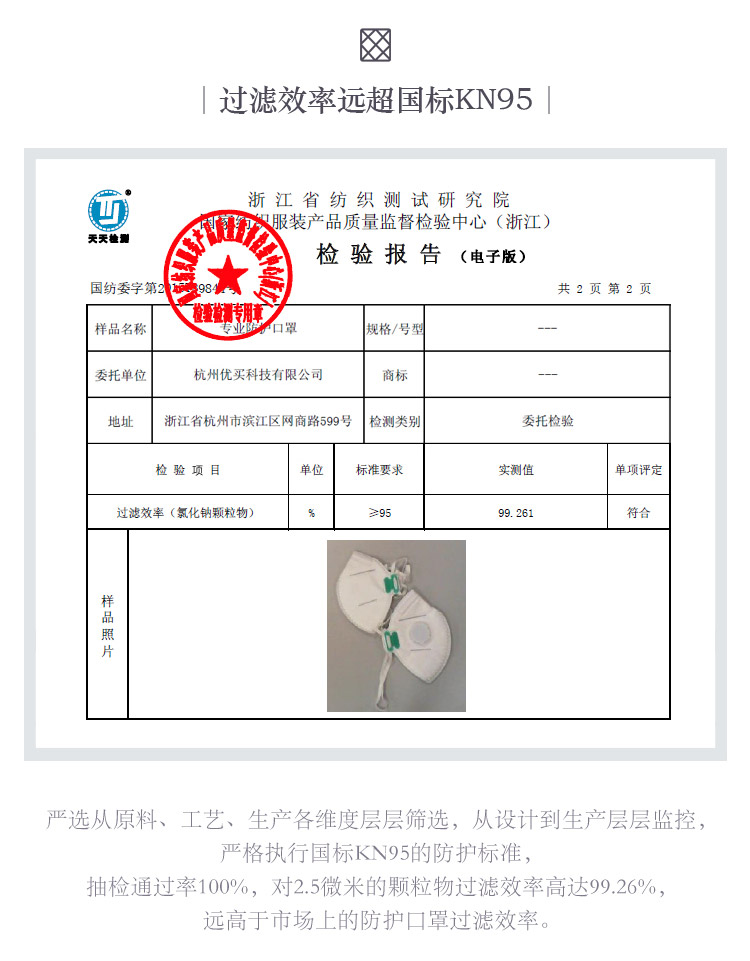 过滤效率远超国标KN95
天天检测
浙江省纺织测试研究院
国家纺织服装产品质量监督检验中心（浙江）
检验报告（电子版）
共 2 页 第 2 页
样品名称 专业防护口罩 规格/号型 ---
委托单位 杭州优买科技有限公司 商标 ---
地址 浙江省杭州市滨江区网商路599号 检测类别 委托检验
检验项目 单位 标准要求 实测值 单项评定
过滤效率（氯化钠颗粒物） % ≥95 99.261 符合
样品照片
检验检测专用章
严选从原料、工艺、生产各维度层层筛选，从设计到生产层层监控，
严格执行国标KN95的防护标准，
抽检通过率100%，对2.5微米的颗粒物过滤效率高达99.26%，
远高于市场上的防护口罩过滤效率。